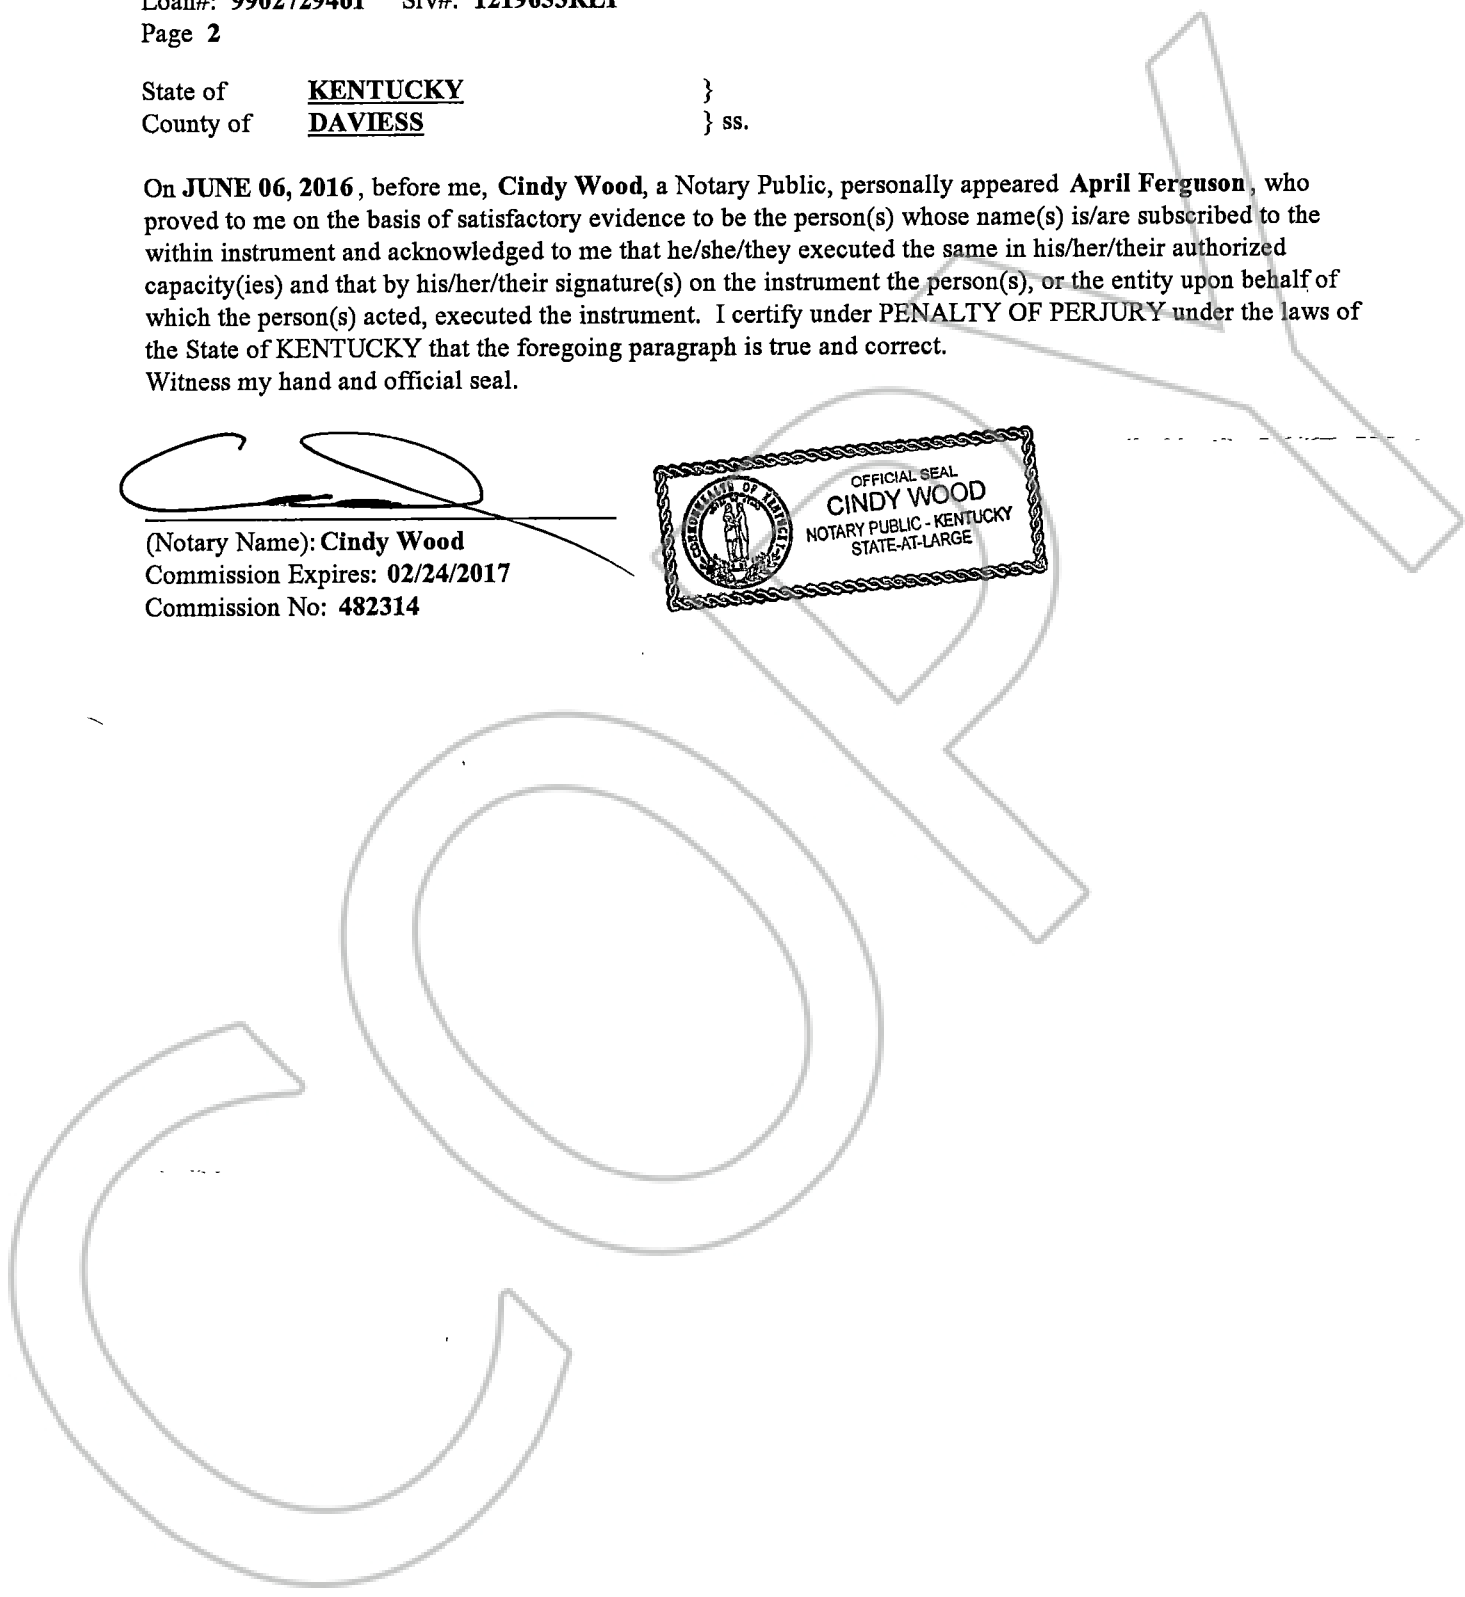 Loan#: 9902729401 Srv#: 1219633RL1
Page 2
State of KENTUCKY }
County of DAVIESS } ss.
On JUNE 06, 2016 , before me, Cindy Wood, a Notary Public, personally appeared April Ferguson , who
proved to me on the basis of satisfactory evidence to be the person(s) whose name(s) is/are subscribed to the
within instrument and acknowledged to me that he/she/they executed the same in his/her/their authorized
capacity(ies) and that by his/her/their signature(s) on the instrument the person(s), or the entity upon behalf of
which the person(s) acted, executed the instrument. I certify under PENALTY OF PERJURY under the laws of
the State of KENTUCKY that the foregoing paragraph is true and correct.
Witness my hand and official seal.
OFFICIAL SEAL
CINDY WOOD
NOTARY PUBLIC - KENTUCKY
STATE-AT-LARGE
COMMONWEALTH OF KENTUCKY
(Notary Name): Cindy Wood
Commission Expires: 02/24/2017
Commission No: 482314
COPY